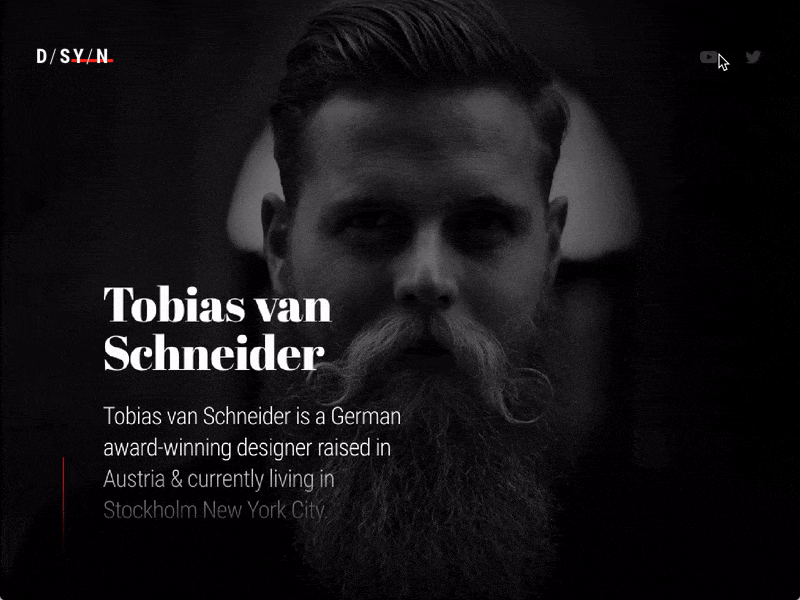 D/SY/N
Tobias van
Schneider
Tobias van Schneider is a German
award-winning designer raised in
Austria & currently living in
Stockholm New York City.